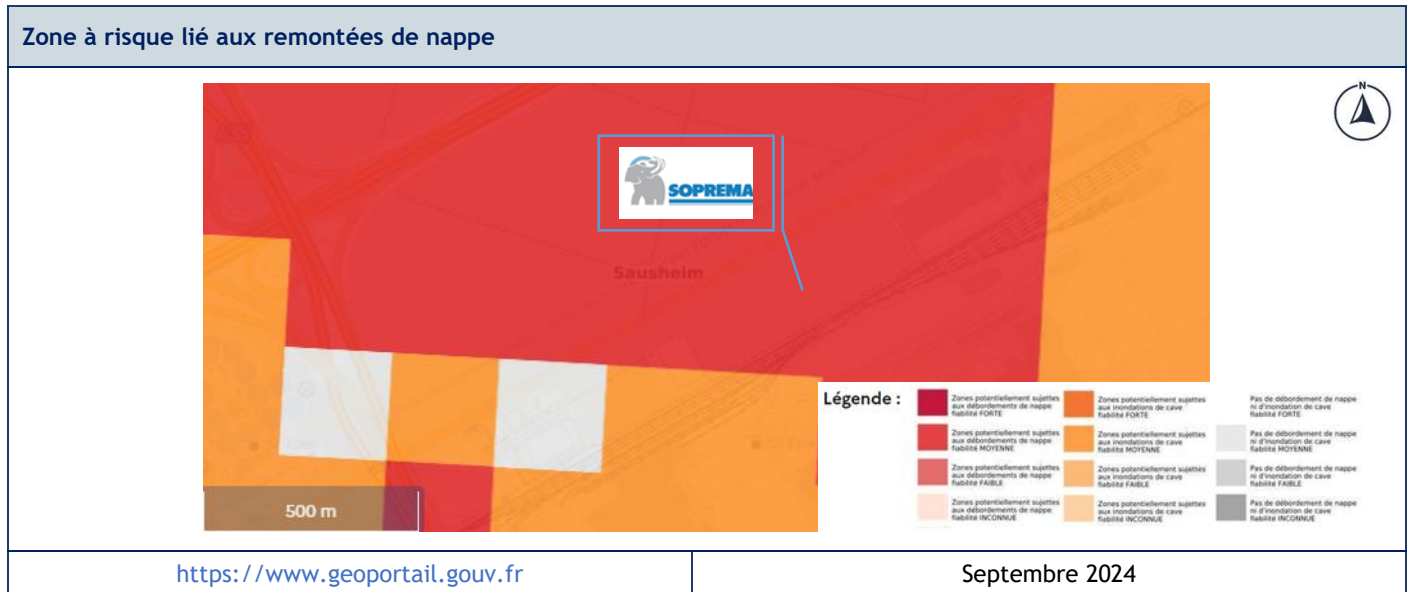 Zone à risque lié aux remontées de nappe
N
SOPREMA
Sausheim
500 m
Légende :
Zones potentiellement sujettes
aux débordements de nappe
fiabilité FORTE
Zones potentiellement sujettes
aux débordements de nappe
fiabilité MOYENNE
Zones potentiellement sujettes
aux débordements de nappe
fiabilité FAIBLE
Zones potentiellement sujettes
aux débordements de nappe
fiabilité INCONNUE
Zones potentiellement sujettes
aux inondations de cave
fiabilité FORTE
Zones potentiellement sujettes
aux inondations de cave
fiabilité MOYENNE
Zones potentiellement sujettes
aux inondations de cave
fiabilité FAIBLE
Zones potentiellement sujettes
aux inondations de cave
fiabilité INCONNUE
Pas de débordement de nappe
ni d'inondation de cave
fiabilité FORTE
Pas de débordement de nappe
ni d'inondation de cave
fiabilité MOYENNE
Pas de débordement de nappe
ni d'inondation de cave
fiabilité FAIBLE
Pas de débordement de nappe
ni d'inondation de cave
fiabilité INCONNUE
https://www.geoportail.gouv.fr
Septembre 2024